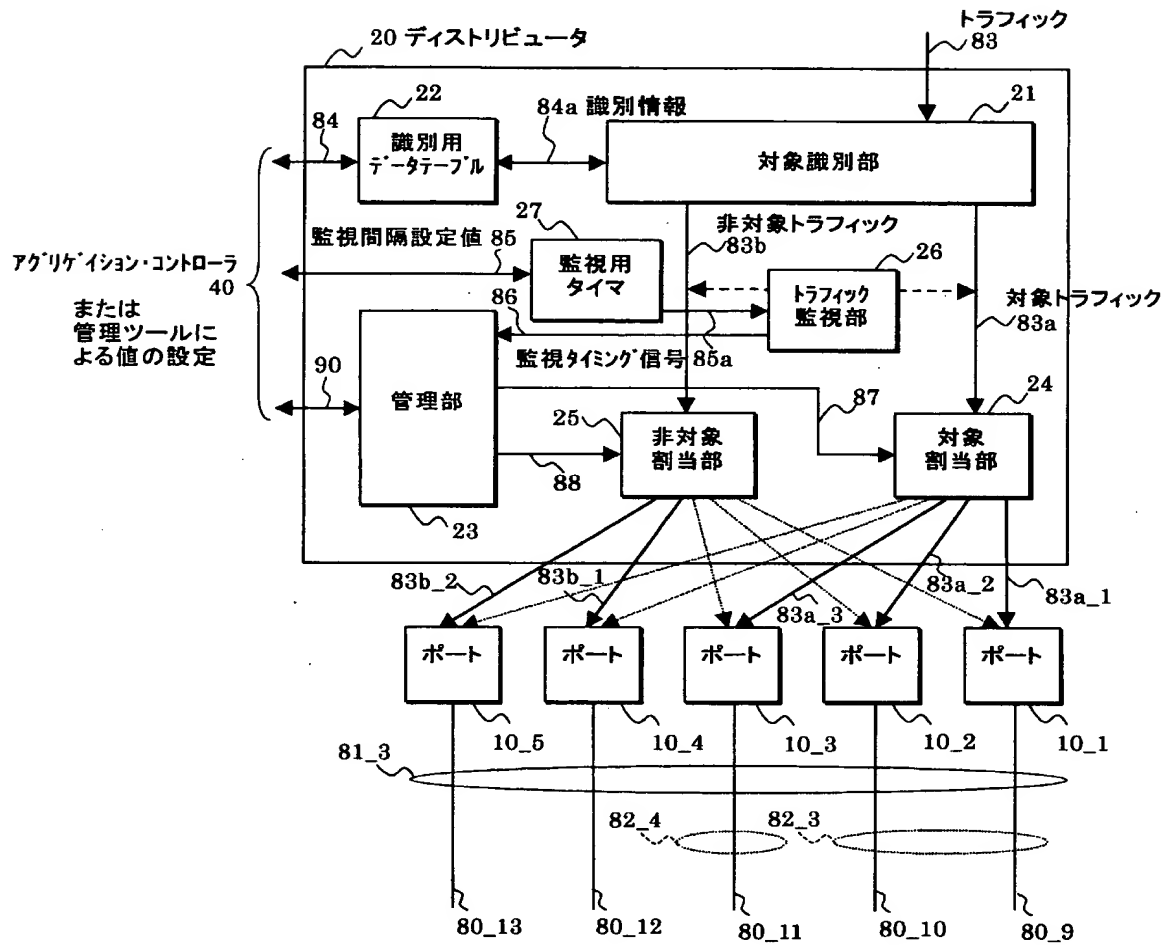 トラフィック
83
20 ディストリビュータ
22
84a 識別情報
21
84
識別用
データテーブル
対象識別部
27
非対象トラフィック
83b
26
監視間隔設定値 85
アグリゲイション・コントローラ
40
または
管理ツールに
よる値の設定
監視用
タイマ
トラフィック
監視部
対象トラフィック
83a
86
監視タイミング信号 85a
90
管理部
87
24
25
非対象
割当部
対象
割当部
88
23
83b_2
83b_1
83a_3
83a_2
83a_1
ポート
ポート
ポート
ポート
ポート
10_5
10_4
10_3
10_2
10_1
81_3
82_4
82_3
80_13
80_12
80_11
80_10
80_9